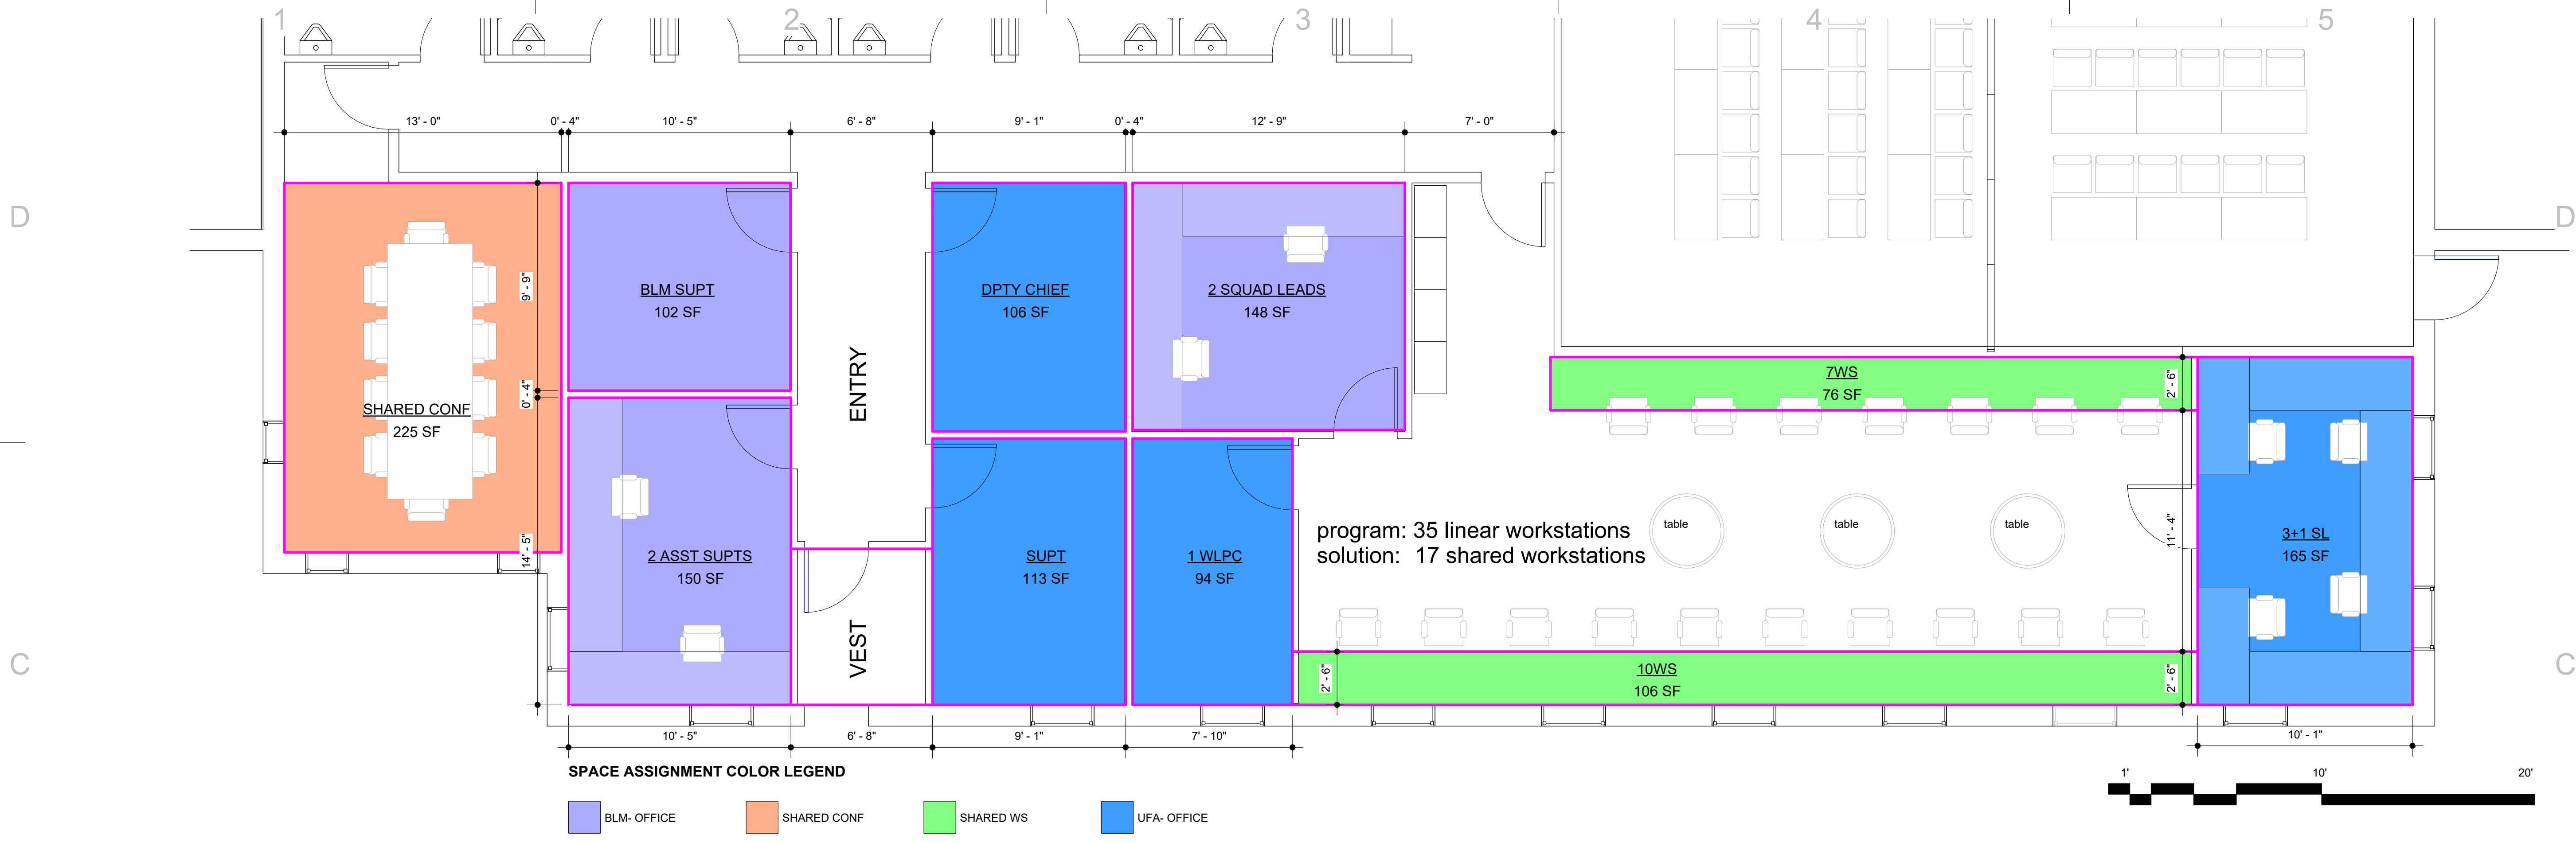 1
2
3
4
5
13' - 0"
0' - 4"
10' - 5"
6' - 8"
9' - 1"
0' - 4"
12' - 9"
7' - 0"
D
D
9' - 9"
BLM SUPT
102 SF
DPTY CHIEF
106 SF
2 SQUAD LEADS
148 SF
ENTRY
0' - 4"
SHARED CONF
225 SF
7WS
76 SF
2' - 6"
14' - 5"
2 ASST SUPTS
150 SF
SUPT
113 SF
1 WLPC
94 SF
program: 35 linear workstations
solution: 17 shared workstations
table
table
table
11' - 4"
3+1 SL
165 SF
VEST
C
C
2' - 6"
10WS
106 SF
2' - 6"
10' - 5"
6' - 8"
9' - 1"
7' - 10"
10' - 1"
SPACE ASSIGNMENT COLOR LEGEND
1'
10'
20'
BLM- OFFICE
SHARED CONF
SHARED WS
UFA- OFFICE